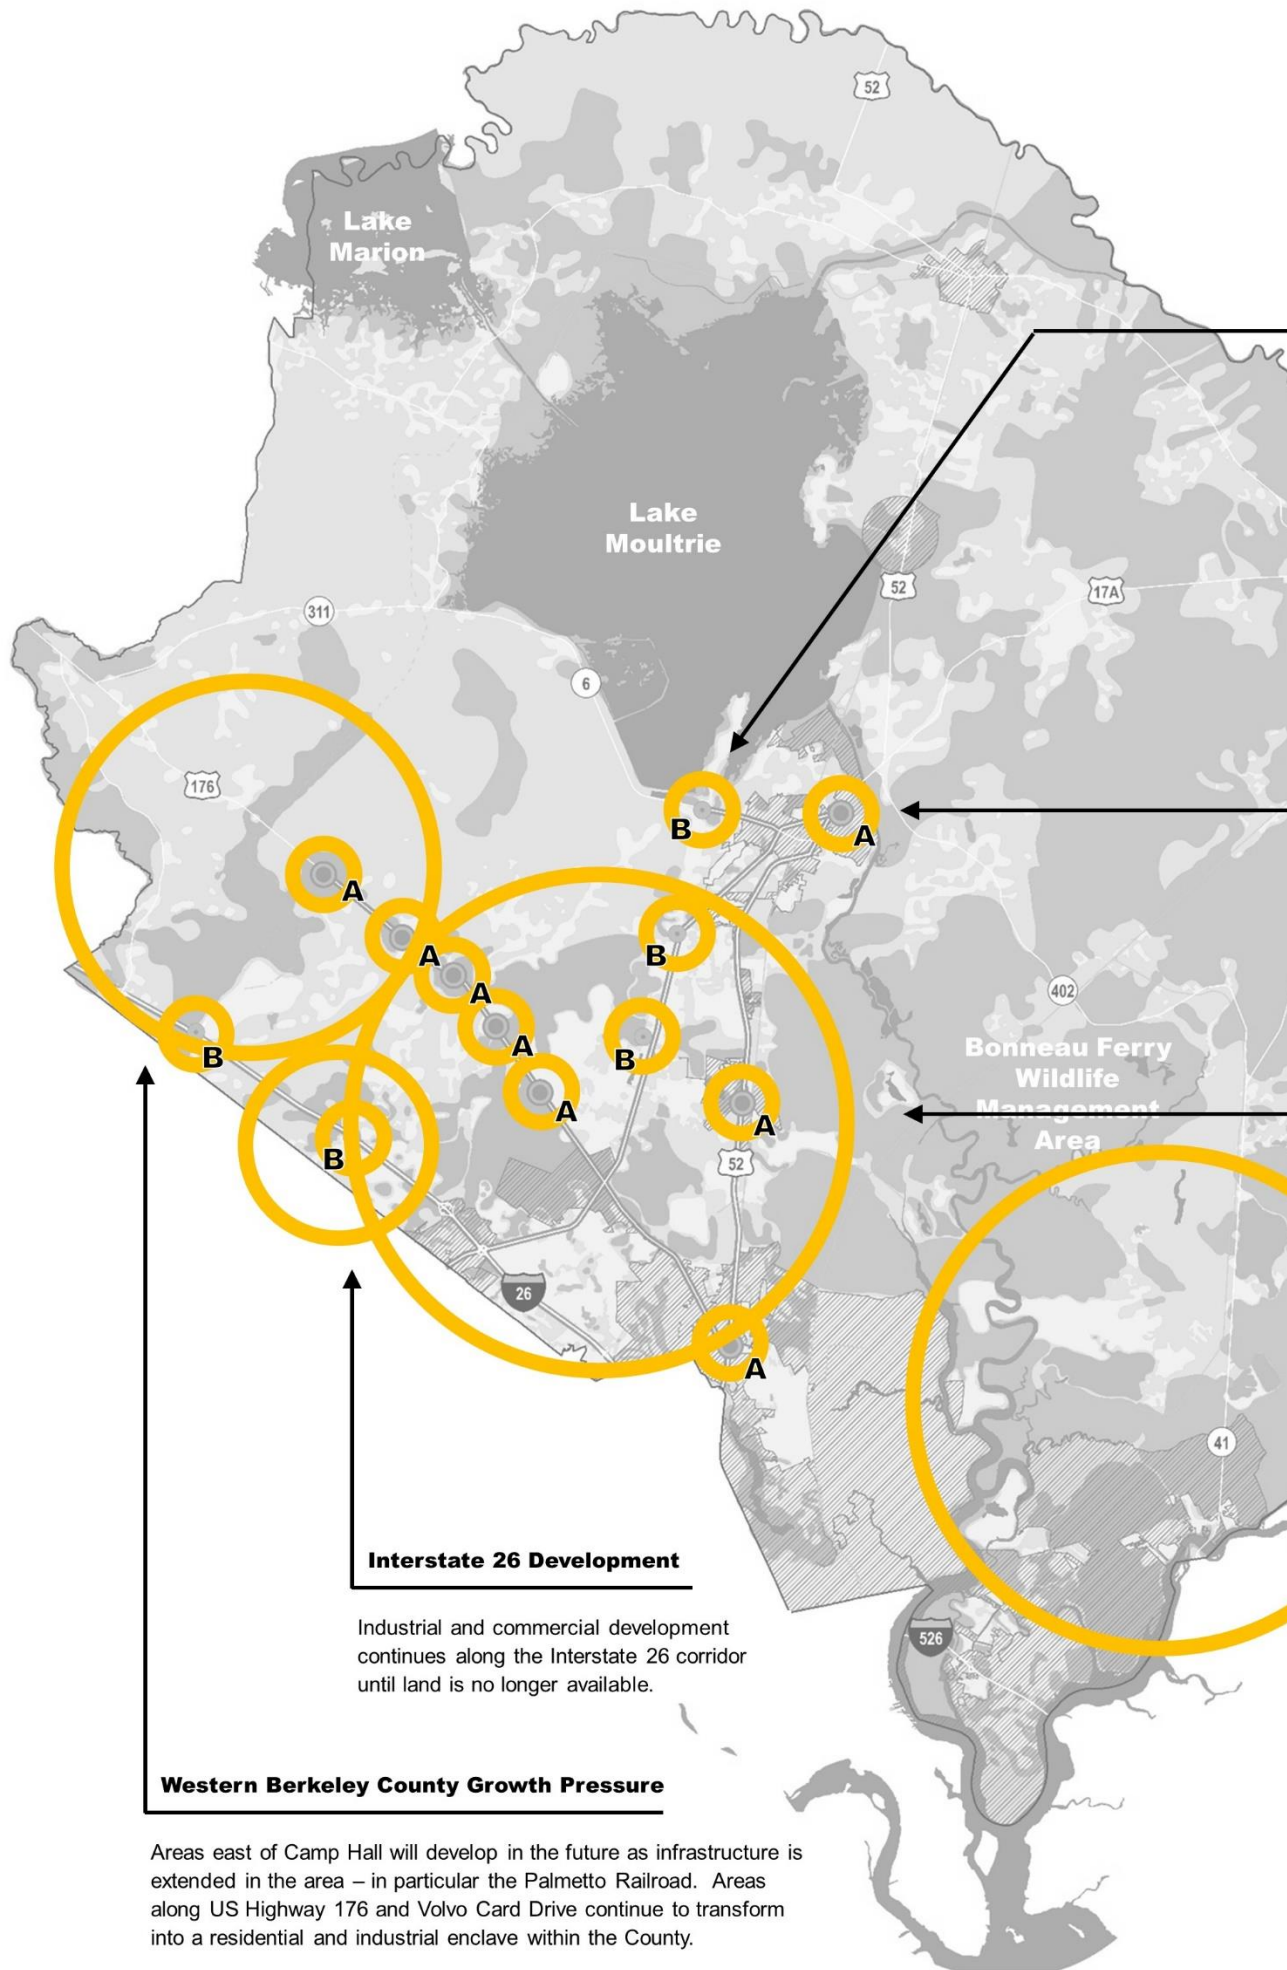 52
Lake
Marion
Lake
Moultrie
52
17A
311
6
176
B
A
A
A
B
A
402
A
B
A
B
Bonneau Ferry
Wildlife
Management
Area
A
A
B
52
26
A
41
Interstate 26 Development
Industrial and commercial development
continues along the Interstate 26 corridor
until land is no longer available.
526
Western Berkeley County Growth Pressure
Areas east of Camp Hall will develop in the future as infrastructure is
extended in the area – in particular the Palmetto Railroad. Areas
along US Highway 176 and Volvo Card Drive continue to transform
into a residential and industrial enclave within the County.